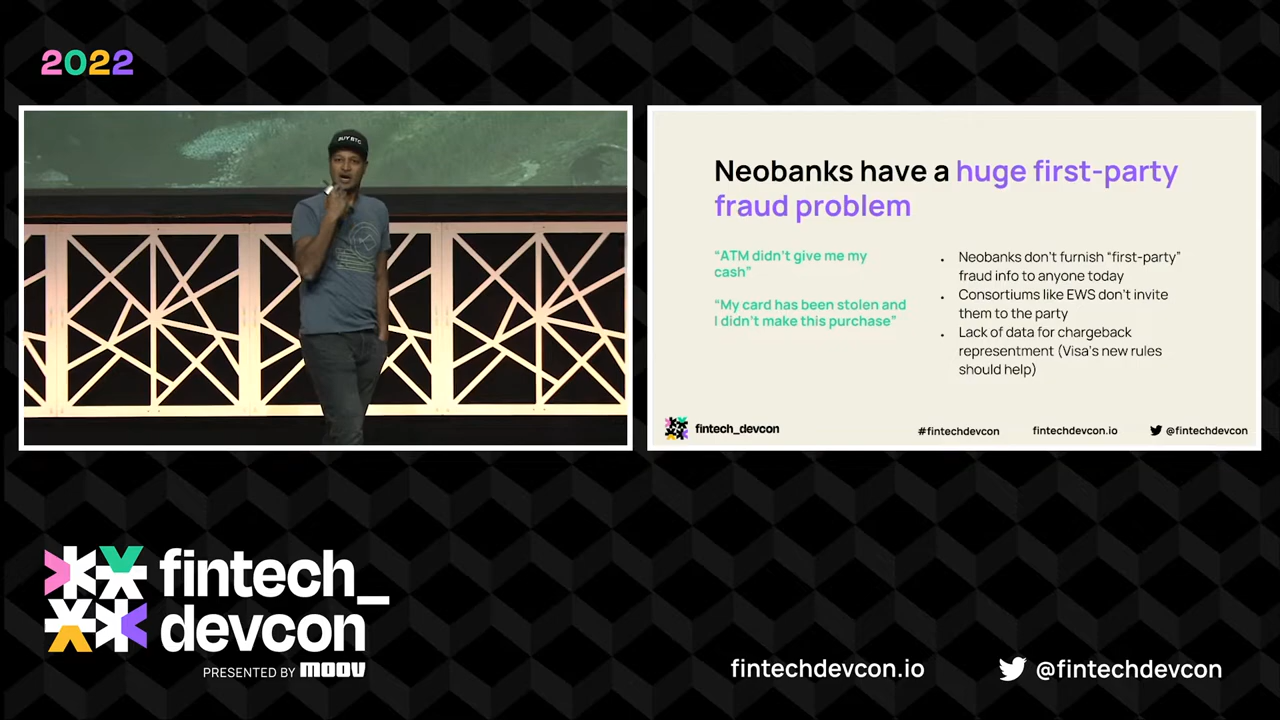 2022
BUY BTC
Neobanks have a huge first-party
fraud problem
“ATM didn’t give me my
cash”
“My card has been stolen and
I didn’t make this purchase”
• Neobanks don’t furnish “first-party”
fraud info to anyone today
• Consortiums like EWS don’t invite
them to the party
• Lack of data for chargeback
representment (Visa’s new rules
should help)
fintech_devcon
#fintechdevcon
fintechdevcon.io
@fintechdevcon
fintech_
devcon
PRESENTED BY moov
fintechdevcon.io
@fintechdevcon